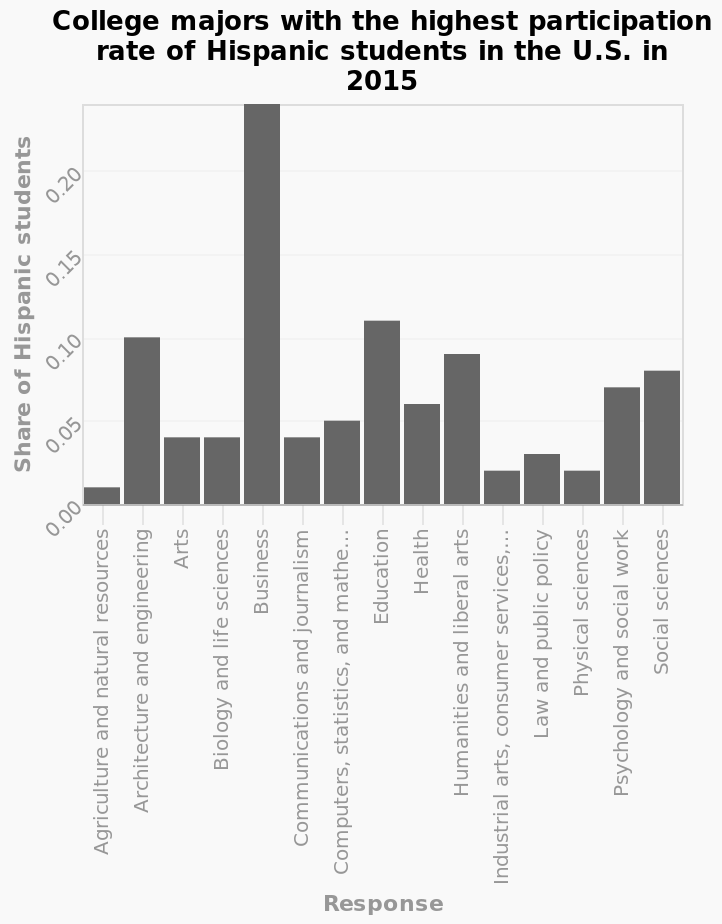 College majors with the highest participation
rate of Hispanic students in the U.S. in
2015
Share of Hispanic students
0.20
0.15
0.10
0.05
0.00
Agriculture and natural resources
Architecture and engineering
Arts
Biology and life sciences
Business
Communications and journalism
Computers, statistics, and mathe...
Education
Health
Humanities and liberal arts
Industrial arts, consumer services,...
Law and public policy
Physical sciences
Psychology and social work
Social sciences
Response